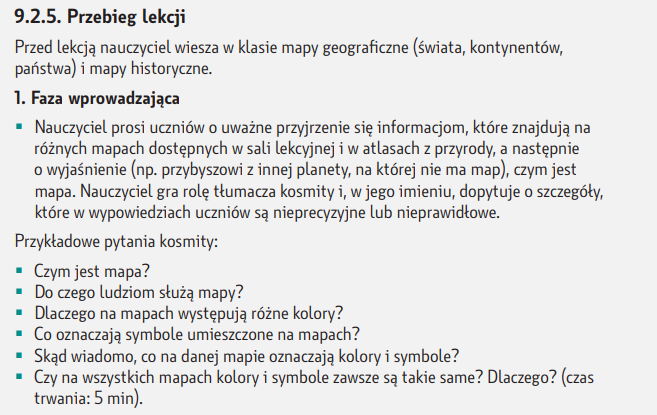 9.2.5. Przebieg lekcji
Przed lekcją nauczyciel wiesza w klasie mapy geograficzne (świata, kontynentów,
państwa) i mapy historyczne.
1. Faza wprowadzająca
▪ Nauczyciel prosi uczniów o uważne przyjrzenie się informacjom, które znajdują na
różnych mapach dostępnych w sali lekcyjnej i w atlasach z przyrody, a następnie
o wyjaśnienie (np. przybyszowi z innej planety, na której nie ma map), czym jest
mapa. Nauczyciel gra rolę tłumacza kosmity i, w jego imieniu, dopytuje o szczegóły,
które w wypowiedziach uczniów są nieprecyzyjne lub nieprawidłowe.
Przykładowe pytania kosmity:
▪ Czym jest mapa?
▪ Do czego ludziom służą mapy?
▪ Dlaczego na mapach występują różne kolory?
▪ Co oznaczają symbole umieszczone na mapach?
▪ Skąd wiadomo, co na danej mapie oznaczają kolory i symbole?
▪ Czy na wszystkich mapach kolory i symbole zawsze są takie same? Dlaczego? (czas
trwania: 5 min).